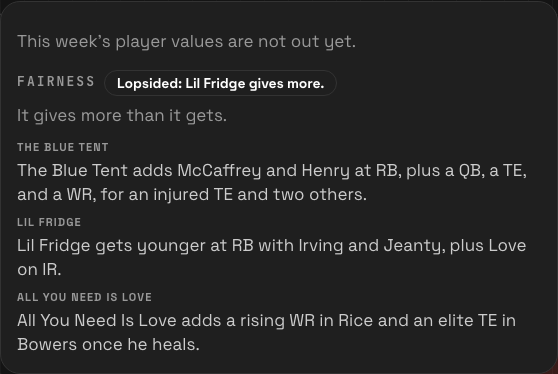 This week's player values are not out yet.
FAIRNESS Lopsided: Lil Fridge gives more.
It gives more than it gets.
THE BLUE TENT
The Blue Tent adds McCaffrey and Henry at RB, plus a QB, a TE,
and a WR, for an injured TE and two others.
LIL FRIDGE
Lil Fridge gets younger at RB with Irving and Jeanty, plus Love
on IR.
ALL YOU NEED IS LOVE
All You Need Is Love adds a rising WR in Rice and an elite TE in
Bowers once he heals.